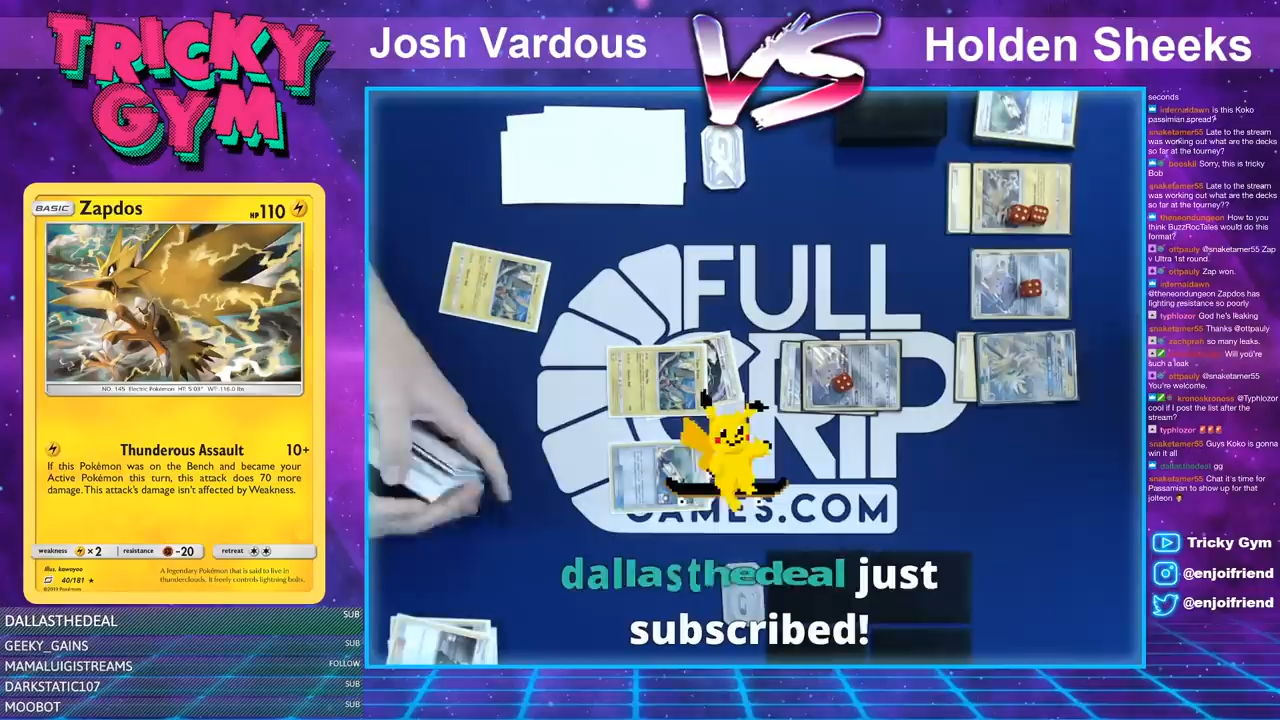 TRICKY
GYM
Josh Vardous
VS
Holden Sheeks
BASIC Zapdos HP 110
NO. 145 Electric Pokémon HT: 5'03" WT: 116.0 lbs
Thunderous Assault 10+
If this Pokémon was on the Bench and became your
Active Pokémon this turn, this attack does 70 more
damage. This attack's damage isn't affected by Weakness.
weakness ×2 resistance -20 retreat
Illus. kawayoo
40/181
©2019 Pokémon
A legendary Pokémon that is said to live in
thunderclouds. It freely controls lightning bolts.
DALLASTHEDEAL SUB
GEEKY_GAINS SUB
MAMALUIGISTREAMS FOLLOW
DARKSTATIC107 SUB
MOOBOT SUB
FULL
GRIP
GAMES.COM
dallasthedeal just
subscribed!
seconds
infernaldawn is this Koko
passimian spread?
snaketamer55 Late to the stream
was working out what are the decks
so far at the tourney?
booskii Sorry, this is tricky
Bob
snaketamer55 Late to the stream
was working out what are the decks
so far at the tourney??
theneondungeon How to you
think BuzzRocTales would do this
format?
ottpauly @snaketamer55 Zap
v Ultra 1st round.
ottpauly Zap won.
infernaldawn
@theneondungeon Zapdos has
fighting resistance so poorly
typhlozor God he's leaking
snaketamer55 Thanks @ottpauly
zachprah so many leaks.
Will you're
such a leak
ottpauly @snaketamer55
You're welcome.
kronoskronoss @Typhlozor
cool if I post the list after the
stream?
typhlozor
snaketamer55 Guys Koko is gonna
win it all
dallasthedeal gg
snaketamer55 Chat it's time for
Passamian to show up for that
jolteon
Tricky Gym
@enjoifriend
@enjoifriend